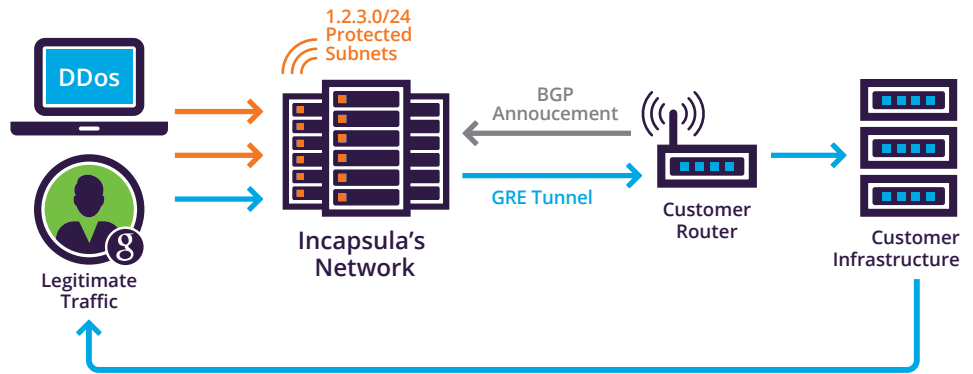 1.2.3.0/24
Protected
Subnets
DDos
BGP
Annoucement
GRE Tunnel
g
Legitimate
Traffic
Incapsula's
Network
Customer
Router
Customer
Infrastructure